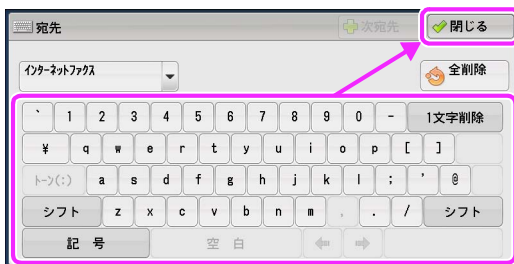 宛先 次宛先 閉じる
インターネットファクス 全削除
` 1 2 3 4 5 6 7 8 9 0 - 1文字削除
¥ q w e r t y u i o p [ ]
トーン(:) a s d f g h j k l ; ' @
シフト z x c v b n m , . / シフト
記号 空白